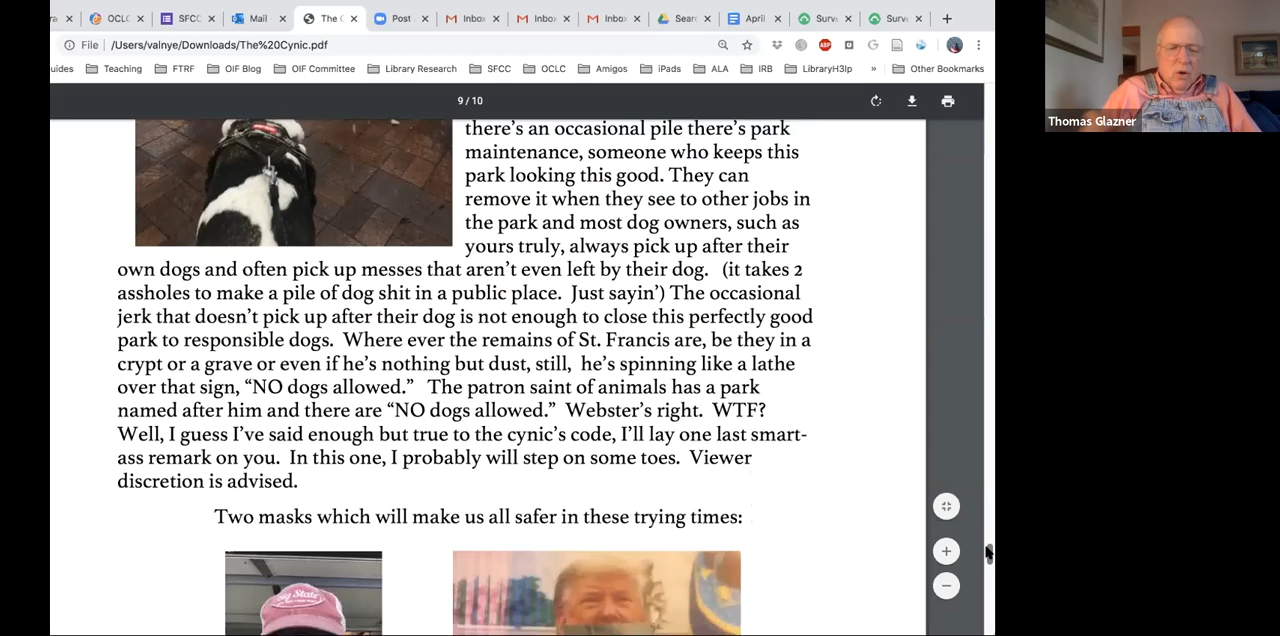 OCLC
SFCC
Mail
The C
Post
Inbox
Inbo
Inbo
Sear
April
Surve
Surve
File
/Users/valnye/Downloads/The%20Cynic.pdf
ABP
uides Teaching FTRF OIF Blog OIF Committee Library Research SFCC OCLC Amigos iPads ALA IRB LibraryH3lp » Other Bookmarks
9 / 10
there's an occasional pile there's park
maintenance, someone who keeps this
park looking this good. They can
remove it when they see to other jobs in
the park and most dog owners, such as
yours truly, always pick up after their
own dogs and often pick up messes that aren't even left by their dog. (it takes 2
assholes to make a pile of dog shit in a public place. Just sayin') The occasional
jerk that doesn't pick up after their dog is not enough to close this perfectly good
park to responsible dogs. Where ever the remains of St. Francis are, be they in a
crypt or a grave or even if he's nothing but dust, still, he's spinning like a lathe
over that sign, "NO dogs allowed." The patron saint of animals has a park
named after him and there are "NO dogs allowed." Webster's right. WTF?
Well, I guess I've said enough but true to the cynic's code, I'll lay one last smart-
ass remark on you. In this one, I probably will step on some toes. Viewer
discretion is advised.
Two masks which will make us all safer in these trying times:
Thomas Glazner